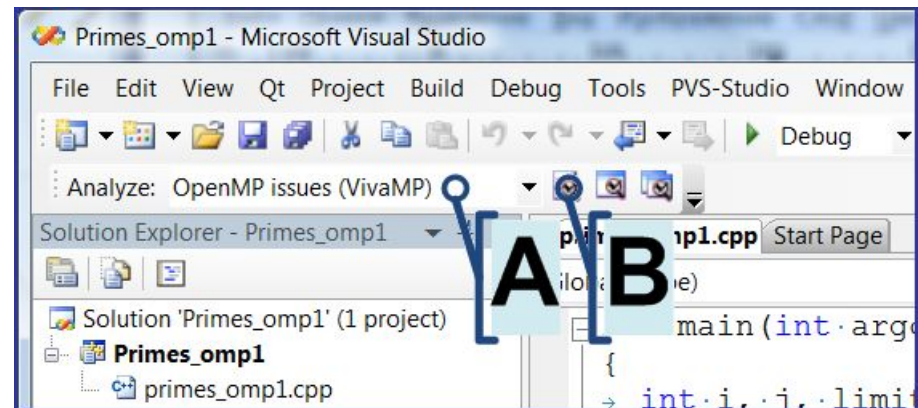 Primes_omp1 - Microsoft Visual Studio
File Edit View Qt Project Build Debug Tools PVS-Studio Window
Debug
Analyze: OpenMP issues (VivaMP)
Solution Explorer - Primes_omp1
A B
mp1.cpp Start Page
Solution 'Primes_omp1' (1 project)
main(int argc
Primes_omp1
{
primes_omp1.cpp
int i, j, limit